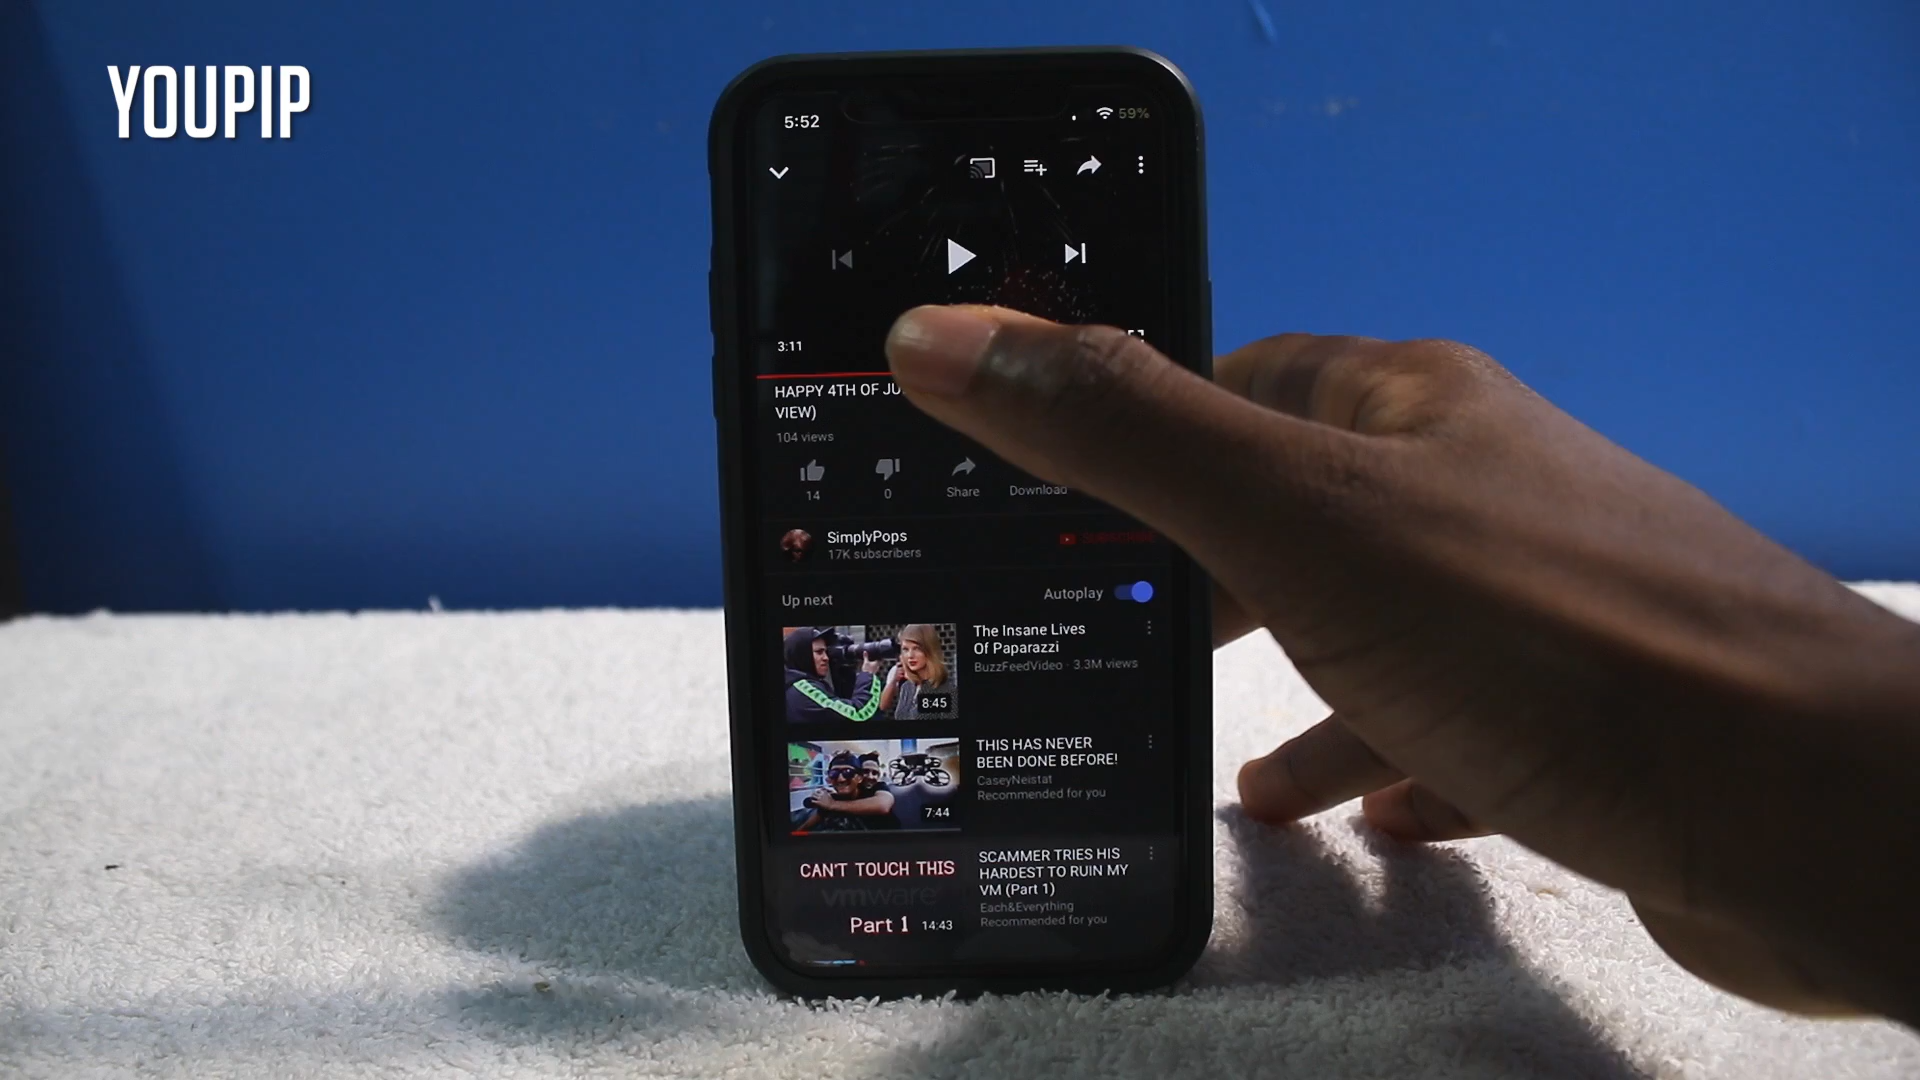 YOUPIP
5:52
59%
3:11
HAPPY 4TH OF
VIEW)
104 views
14
0
Share
Download
SimplyPops
17K subscribers
SUBSCRIBE
Up next
Autoplay
The Insane Lives
Of Paparazzi
BuzzFeedVideo · 3.3M views
8:45
THIS HAS NEVER
BEEN DONE BEFORE!
CaseyNeistat
Recommended for you
7:44
CAN'T TOUCH THIS
vmware
Part 1
14:43
SCAMMER TRIES HIS
HARDEST TO RUIN MY
VM (Part 1)
Each&Everything
Recommended for you